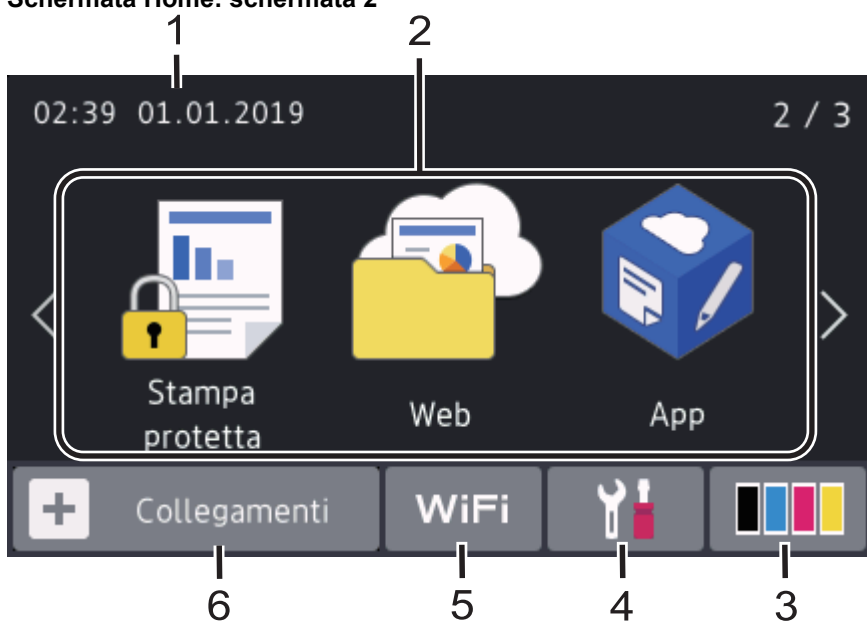 Schermata Home: schermata 2
1 2
02:39 01.01.2019 2 / 3
Stampa
protetta
Web
App
Collegamenti WiFi
6 5 4 3